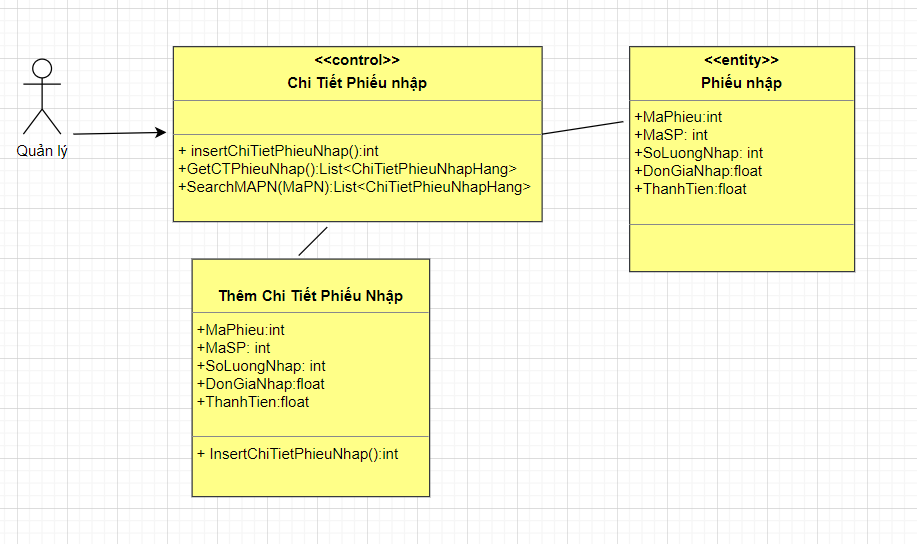 Quản lý
<<control>>
Chi Tiết Phiếu nhập
+ insertChiTietPhieuNhap():int
+GetCTPhieuNhap():List<ChiTietPhieuNhapHang>
+SearchMAPN(MaPN):List<ChiTietPhieuNhapHang>
<<entity>>
Phiếu nhập
+MaPhieu:int
+MaSP: int
+SoLuongNhap: int
+DonGiaNhap:float
+ThanhTien:float
Thêm Chi Tiết Phiếu Nhập
+MaPhieu:int
+MaSP: int
+SoLuongNhap: int
+DonGiaNhap:float
+ThanhTien:float
+ InsertChiTietPhieuNhap():int